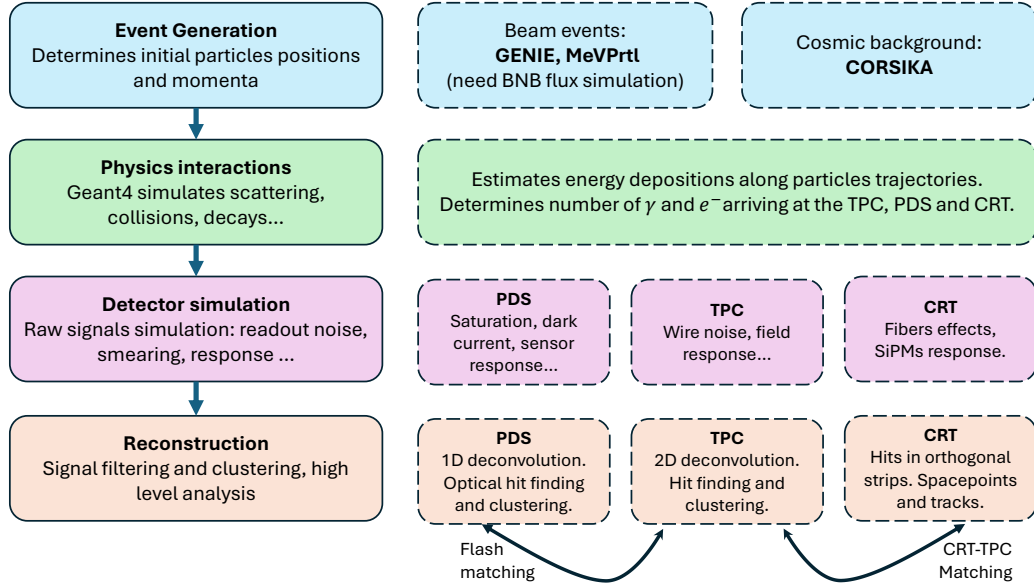 Event Generation
Determines initial particles positions
and momenta
Beam events:
GENIE, MeVPrtl
(need BNB flux simulation)
Cosmic background:
CORSIKA
Physics interactions
Geant4 simulates scattering,
collisions, decays...
Estimates energy depositions along particles trajectories.
Determines number of γ and e⁻ arriving at the TPC, PDS and CRT.
Detector simulation
Raw signals simulation: readout noise,
smearing, response ...
PDS
Saturation, dark
current, sensor
response...
TPC
Wire noise, field
response...
CRT
Fibers effects,
SiPMs response.
Reconstruction
Signal filtering and clustering, high
level analysis
PDS
1D deconvolution.
Optical hit finding
and clustering.
TPC
2D deconvolution.
Hit finding and
clustering.
CRT
Hits in orthogonal
strips. Spacepoints
and tracks.
Flash
matching
CRT-TPC
Matching